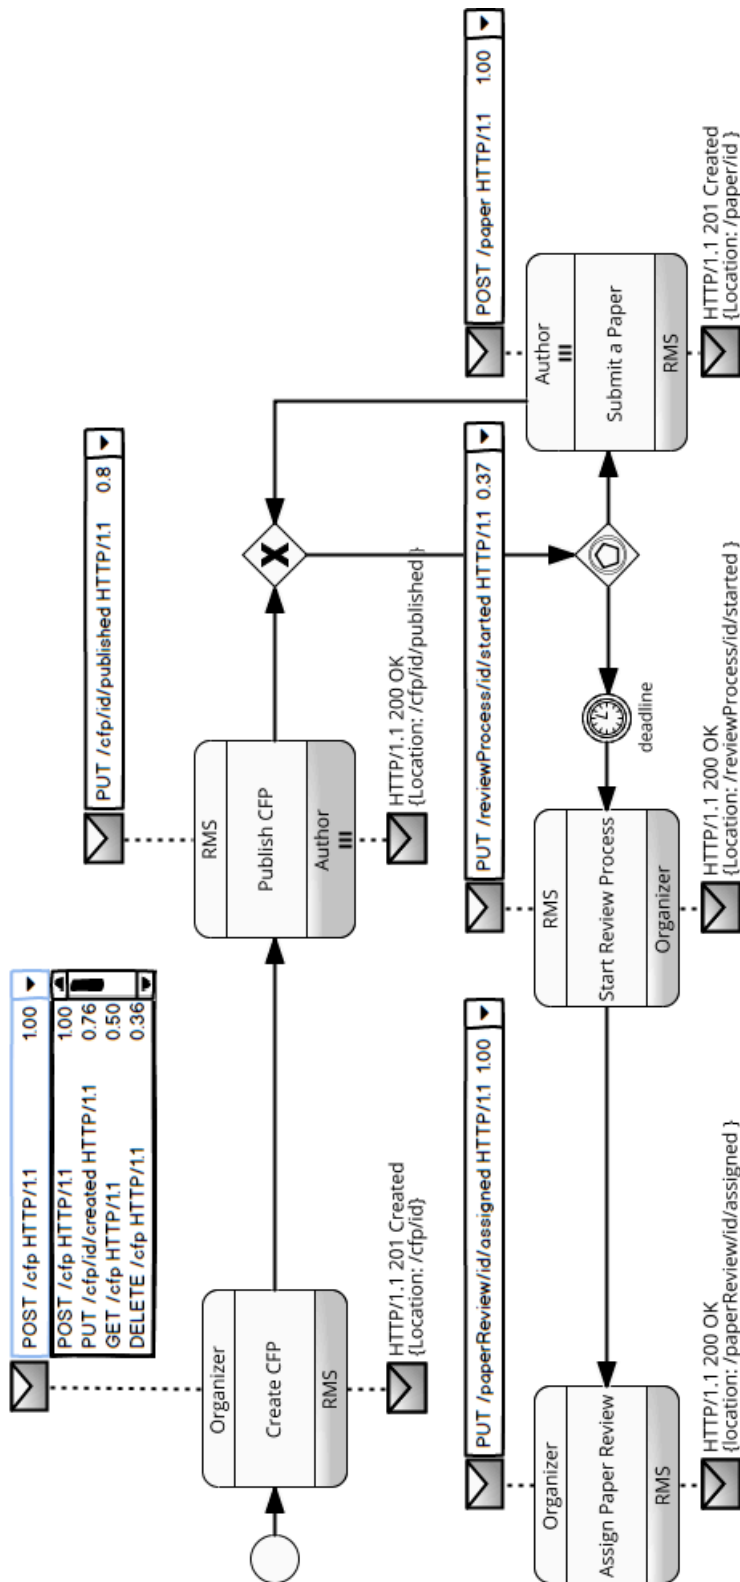 POST /cfp HTTP/1.1 1.00
POST /cfp HTTP/1.1 1.00
PUT /cfp/id/created HTTP/1.1 0.76
GET /cfp HTTP/1.1 0.50
DELETE /cfp HTTP/1.1 0.36
Organizer
Create CFP
RMS
HTTP/1.1 201 Created
{Location: /cfp/id}
PUT /cfp/id/published HTTP/1.1 0.8
RMS
Publish CFP
Author
HTTP/1.1 200 OK
{Location: /cfp/id/published }
X
PUT /paperReview/id/assigned HTTP/1.1 1.00
Organizer
Assign Paper Review
RMS
HTTP/1.1 200 OK
{location: /paperReview/id/assigned }
PUT /reviewProcess/id/started HTTP/1.1 0.37
RMS
Start Review Process
Organizer
HTTP/1.1 200 OK
{Location: /reviewProcess/id/started }
deadline
POST /paper HTTP/1.1 1.00
Author
Submit a Paper
RMS
HTTP/1.1 201 Created
{Location: /paper/id }